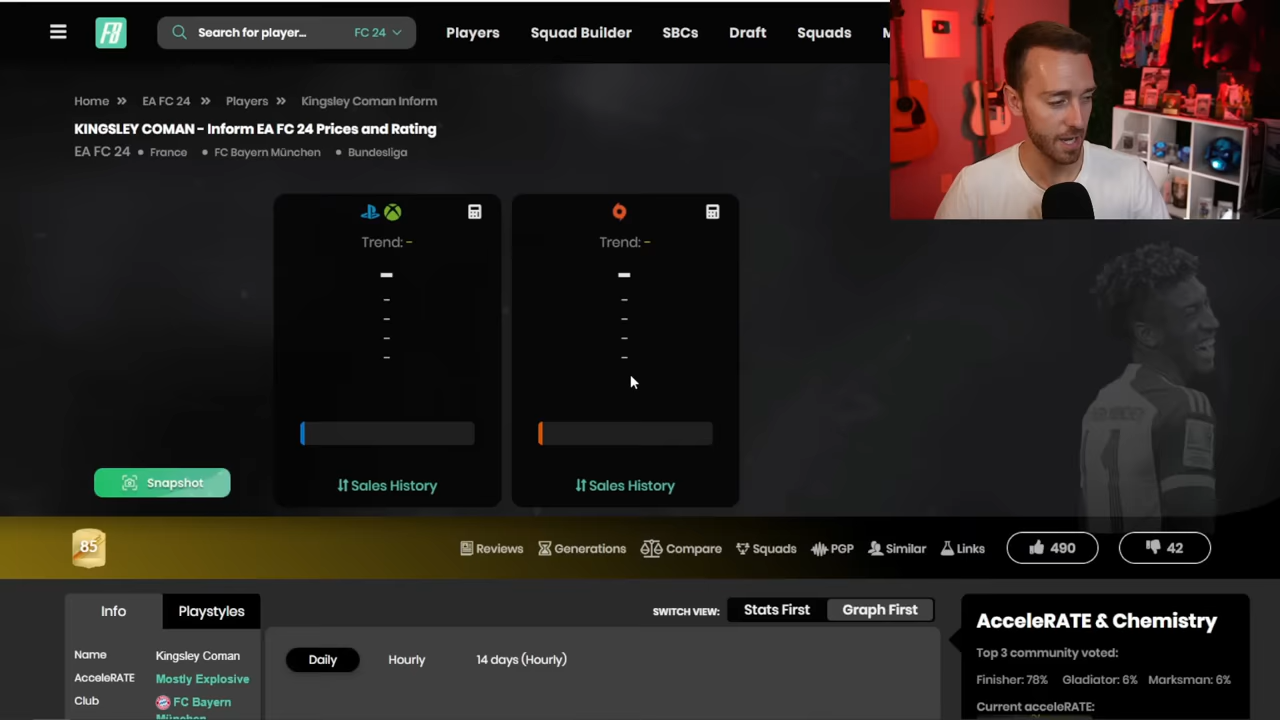 FB
Search for player...
FC 24
Players
Squad Builder
SBCs
Draft
Squads
Home » EA FC 24 » Players » Kingsley Coman Inform
KINGSLEY COMAN - Inform EA FC 24 Prices and Rating
EA FC 24 • France • FC Bayern München • Bundesliga
Trend: -
Trend: -
-
-
-
-
-
-
-
-
-
-
Sales History
Sales History
Snapshot
85
Reviews
Generations
Compare
Squads
PGP
Similar
Links
490
42
Info
Playstyles
SWITCH VIEW:
Stats First
Graph First
AcceleRATE & Chemistry
Top 3 community voted:
Finisher: 78% Gladiator: 6% Marksman: 6%
Current acceleRATE:
Name Kingsley Coman
AcceleRATE Mostly Explosive
Club FC Bayern
München
Daily
Hourly
14 days (Hourly)